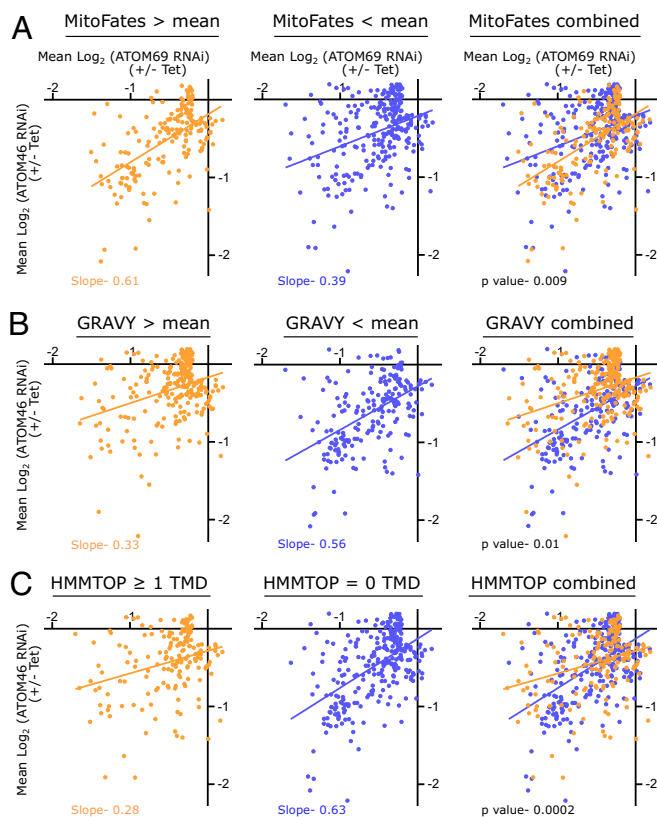 A
MitoFates > mean
MitoFates < mean
MitoFates combined
Mean Log2 (ATOM69 RNAi)
(+/- Tet)
Mean Log2 (ATOM69 RNAi)
(+/- Tet)
Mean Log2 (ATOM69 RNAi)
(+/- Tet)
-2 -1
-2 -1
-2 -1
Mean Log2 (ATOM46 RNAi)
(+/- Tet)
-1
-1
-1
-2
-2
-2
Slope- 0.61
Slope- 0.39
p value- 0.009
B
GRAVY > mean
GRAVY < mean
GRAVY combined
-2 -1
-2 -1
-2 -1
Mean Log2 (ATOM46 RNAi)
(+/- Tet)
-1
-1
-1
-2
-2
-2
Slope- 0.33
Slope- 0.56
p value- 0.01
C
HMMTOP ≥ 1 TMD
HMMTOP = 0 TMD
HMMTOP combined
-2 -1
-2 -1
-2 -1
Mean Log2 (ATOM46 RNAi)
(+/- Tet)
-1
-1
-1
-2
-2
-2
Slope- 0.28
Slope- 0.63
p value- 0.0002